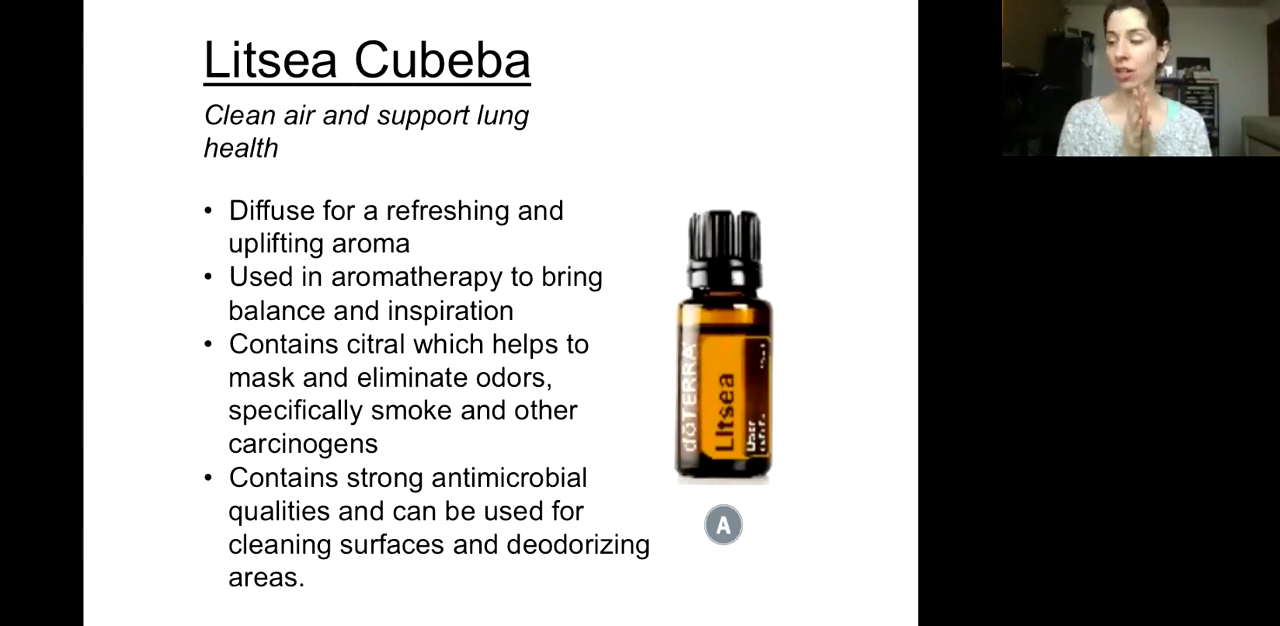 Litsea Cubeba
Clean air and support lung
health
• Diffuse for a refreshing and
uplifting aroma
• Used in aromatherapy to bring
balance and inspiration
• Contains citral which helps to
mask and eliminate odors,
specifically smoke and other
carcinogens
• Contains strong antimicrobial
qualities and can be used for
cleaning surfaces and deodorizing
areas.
dōTERRA
Litsea
A